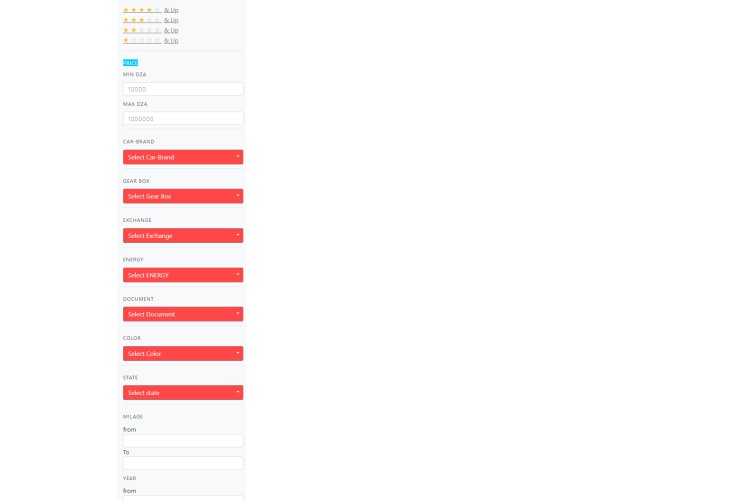 & Up
& Up
& Up
& Up
PRICE
MIN DZA
10000
MAX DZA
1000000
CAR-BRAND
Select Car-Brand
GEAR BOX
Select Gear Box
EXCHANGE
Select Exchange
ENERGY
Select ENERGY
DOCUMENT
Select Document
COLOR
Select Color
STATE
Select state
MILAGE
from
To
YEAR
from